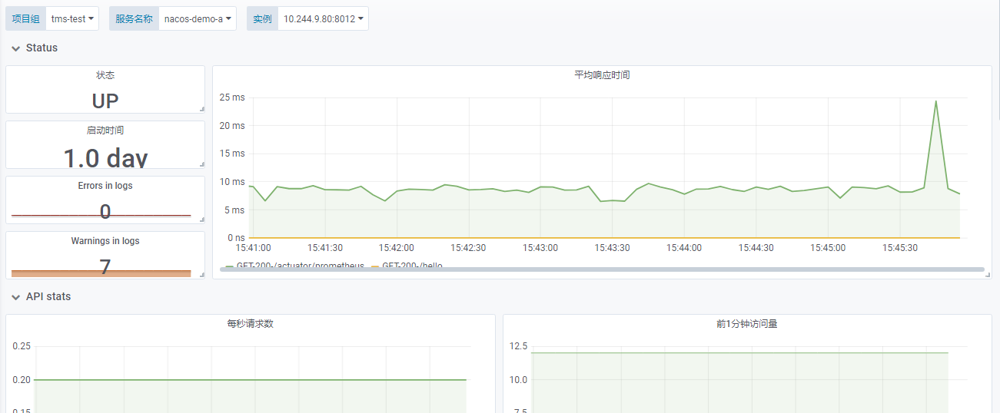 项目组 tms-test 服务名称 nacos-demo-a 实例 10.244.9.80:8012
Status
状态
UP
启动时间
1.0 day
Errors in logs
0
Warnings in logs
7
平均响应时间
25 ms
20 ms
15 ms
10 ms
5 ms
0 ns
15:41:00 15:41:30 15:42:00 15:42:30 15:43:00 15:43:30 15:44:00 15:44:30 15:45:00 15:45:30
GET-200-/actuator/prometheus GET-200-/hello
API stats
每秒请求数
0.25
0.20
0.15
前1分钟访问量
12.5
10.0
7.5